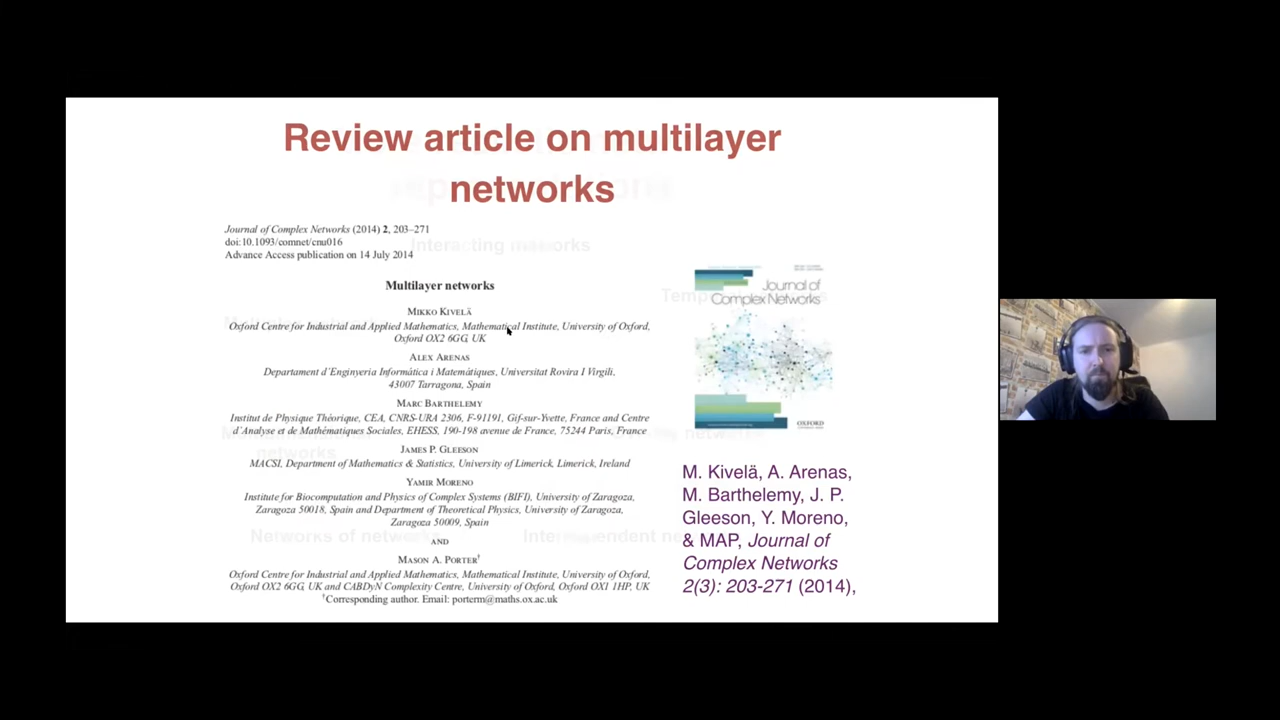 Review article on multilayer
networks
Journal of Complex Networks (2014) 2, 203–271
doi:10.1093/comnet/cnu016
Advance Access publication on 14 July 2014
Multilayer networks
MIKKO KIVELÄ
Oxford Centre for Industrial and Applied Mathematics, Mathematical Institute, University of Oxford,
Oxford OX2 6GG, UK
ALEX ARENAS
Departament d'Enginyeria Informática i Matemátiques, Universitat Rovira I Virgili,
43007 Tarragona, Spain
MARC BARTHELEMY
Institut de Physique Théorique, CEA, CNRS-URA 2306, F-91191, Gif-sur-Yvette, France and Centre
d'Analyse et de Mathématiques Sociales, EHESS, 190-198 avenue de France, 75244 Paris, France
JAMES P. GLEESON
MACSI, Department of Mathematics & Statistics, University of Limerick, Limerick, Ireland
YAMIR MORENO
Institute for Biocomputation and Physics of Complex Systems (BIFI), University of Zaragoza,
Zaragoza 50018, Spain and Department of Theoretical Physics, University of Zaragoza,
Zaragoza 50009, Spain
AND
MASON A. PORTER†
Oxford Centre for Industrial and Applied Mathematics, Mathematical Institute, University of Oxford,
Oxford OX2 6GG, UK and CABDyN Complexity Centre, University of Oxford, Oxford OX1 1HP, UK
†Corresponding author. Email: porterm@maths.ox.ac.uk
Journal of
Complex Networks
OXFORD
M. Kivelä, A. Arenas,
M. Barthelemy, J. P.
Gleeson, Y. Moreno,
& MAP, Journal of
Complex Networks
2(3): 203-271 (2014),
Interacting networks
networks
Networks of networks